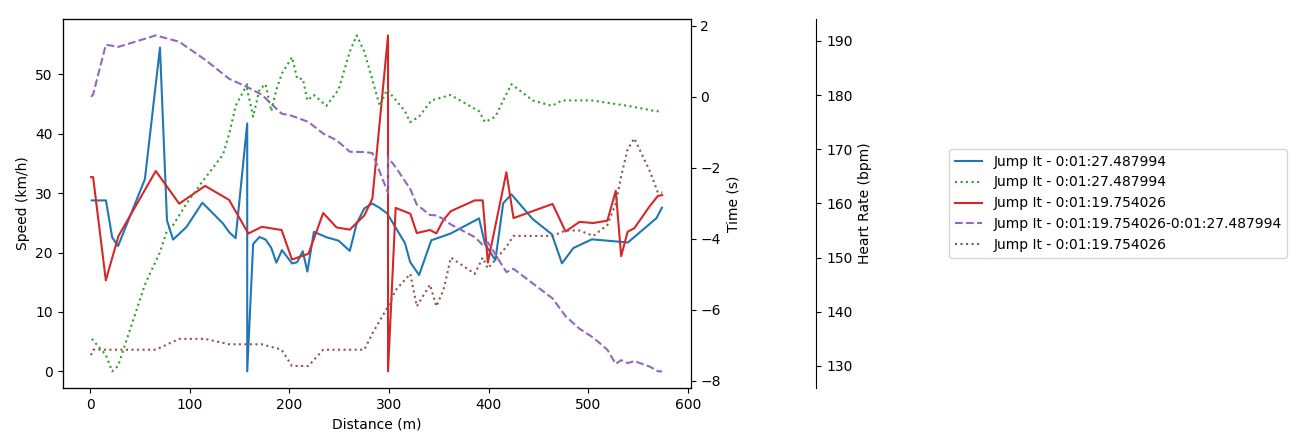 Speed (km/h)
50
40
30
20
10
0
0
100
200
300
400
500
600
Distance (m)
2
0
−2
−4
−6
−8
Time (s)
190
180
170
160
150
140
130
Heart Rate (bpm)
Jump It - 0:01:27.487994
Jump It - 0:01:27.487994
Jump It - 0:01:19.754026
Jump It - 0:01:19.754026-0:01:27.487994
Jump It - 0:01:19.754026